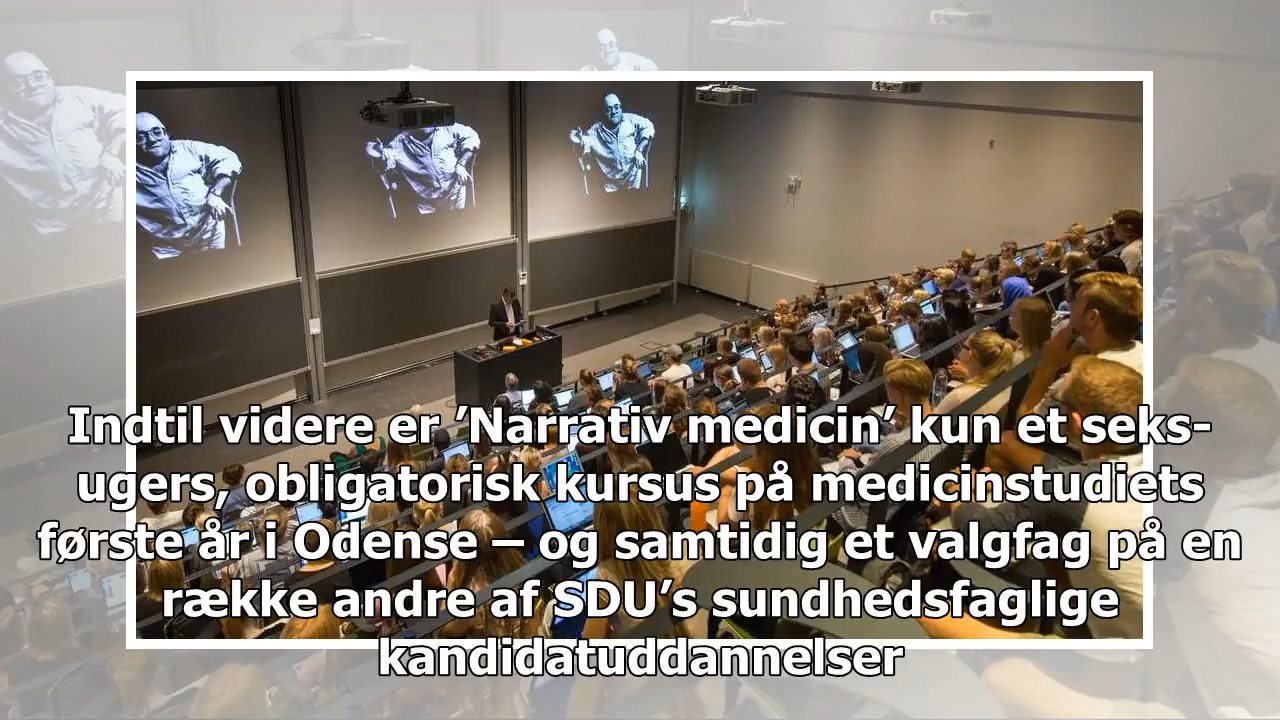 Indtil videre er ’Narrativ medicin’ kun et seks-
ugers, obligatorisk kursus på medicinstudiets
første år i Odense – og samtidig et valgfag på en
række andre af SDU’s sundhedsfaglige
kandidatuddannelser